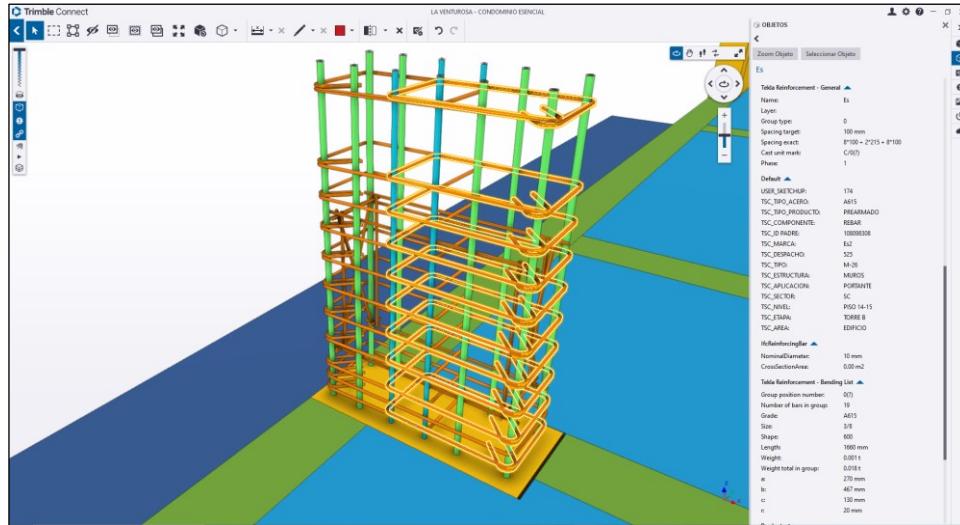 Trimble Connect
LA VENTUROSA - CONDOMINIO ESENCIAL
OBJETOS
Zoom Objeto
Seleccionar Objeto
Es
Tekla Reinforcement - General
Name: Es
Layer:
Group type: 0
Spacing target: 100 mm
Spacing exact: 8*100 + 2*215 + 8*100
Cast unit mark: C/0(?)
Phase: 1
Default
USER_SKETCHUP: 174
TSC_TIPO_ACERO: A615
TSC_TIPO_PRODUCTO: PREARMADO
TSC_COMPONENTE: REBAR
TSC_ID PADRE: 108098308
TSC_MARCA: Es2
TSC_DESPACHO: 525
TSC_TIPO: M-26
TSC_ESTRUCTURA: MUROS
TSC_APLICACION: PORTANTE
TSC_SECTOR: SC
TSC_NIVEL: PISO 14-15
TSC_ETAPA: TORRE B
TSC_AREA: EDIFICIO
IfcReinforcingBar
NominalDiameter: 10 mm
CrossSectionArea: 0.00 m2
Tekla Reinforcement - Bending List
Group position number: 0(?)
Number of bars in group: 19
Grade: A615
Size: 3/8
Shape: 600
Length: 1660 mm
Weight: 0.001 t
Weight total in group: 0.018 t
a: 270 mm
b: 467 mm
c: 130 mm
r: 20 mm